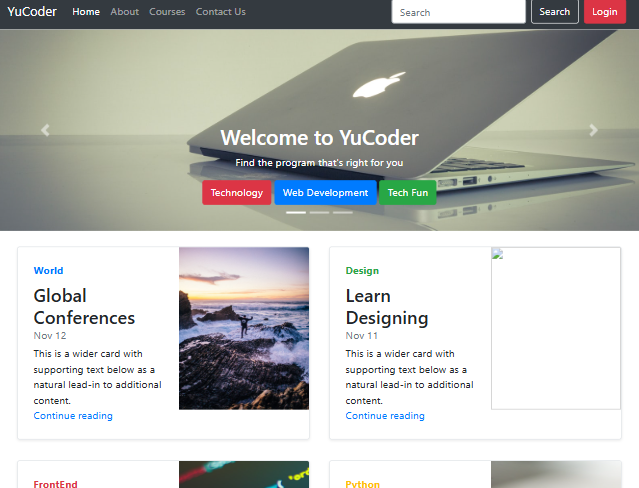 YuCoder Home About Courses Contact Us Search Search Login
Welcome to YuCoder
Find the program that's right for you
Technology Web Development Tech Fun
World
Global
Conferences
Nov 12
This is a wider card with
supporting text below as a
natural lead-in to additional
content.
Continue reading
Design
Learn
Designing
Nov 11
This is a wider card with
supporting text below as a
natural lead-in to additional
content.
Continue reading
FrontEnd
Python